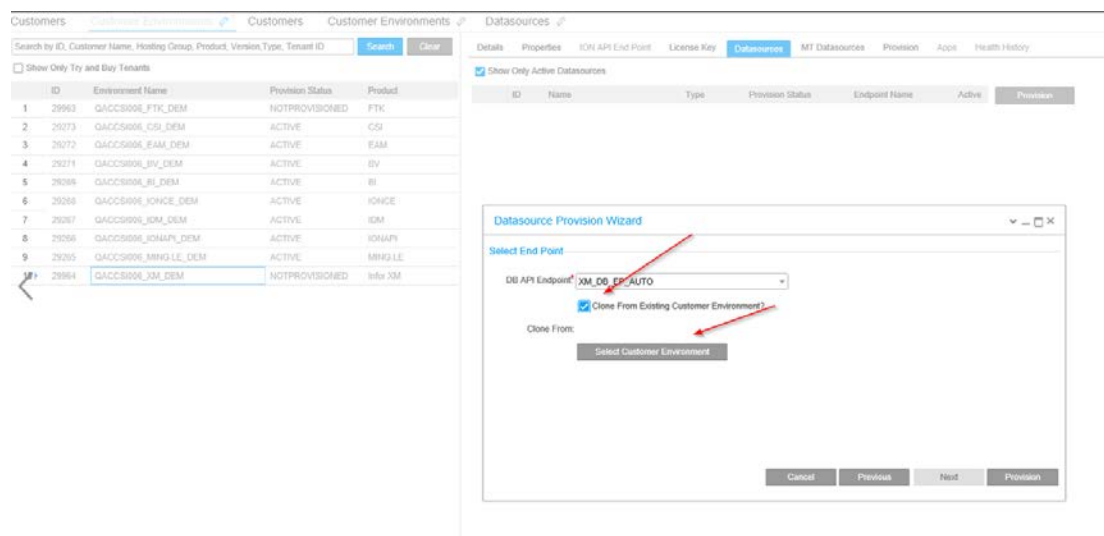 Customers Customer Environments Customers Customer Environments Datasources
Search by ID, Customer Name, Hosting Group, Product, Version,Type, Tenant ID Search Clear
Show Only Try and Buy Tenants
ID Environment Name Provision Status Product
1 29963 QACCSI006_FTK_DEM NOTPROVISIONED FTK
2 29273 QACCSI006_CSI_DEM ACTIVE CSI
3 29272 QACCSI006_EAM_DEM ACTIVE EAM
4 29271 QACCSI006_BV_DEM ACTIVE BV
5 29269 QACCSI006_BI_DEM ACTIVE BI
6 29268 QACCSI006_IONCE_DEM ACTIVE IONCE
7 29267 QACCSI006_IDM_DEM ACTIVE IDM
8 29266 QACCSI006_IONAPI_DEM ACTIVE IONAPI
9 29265 QACCSI006_MING.LE_DEM ACTIVE MING.LE
10 29964 QACCSI006_XM_DEM NOTPROVISIONED Infor XM
Details Properties ION API End Point License Key Datasources MT Datasources Provision Apps Health History
Show Only Active Datasources
ID Name Type Provision Status Endpoint Name Active Provision
Datasource Provision Wizard
Select End Point
DB API Endpoint* XM_DB_EP_AUTO
Clone From Existing Customer Environment?
Clone From:
Select Customer Environment
Cancel Previous Next Provision